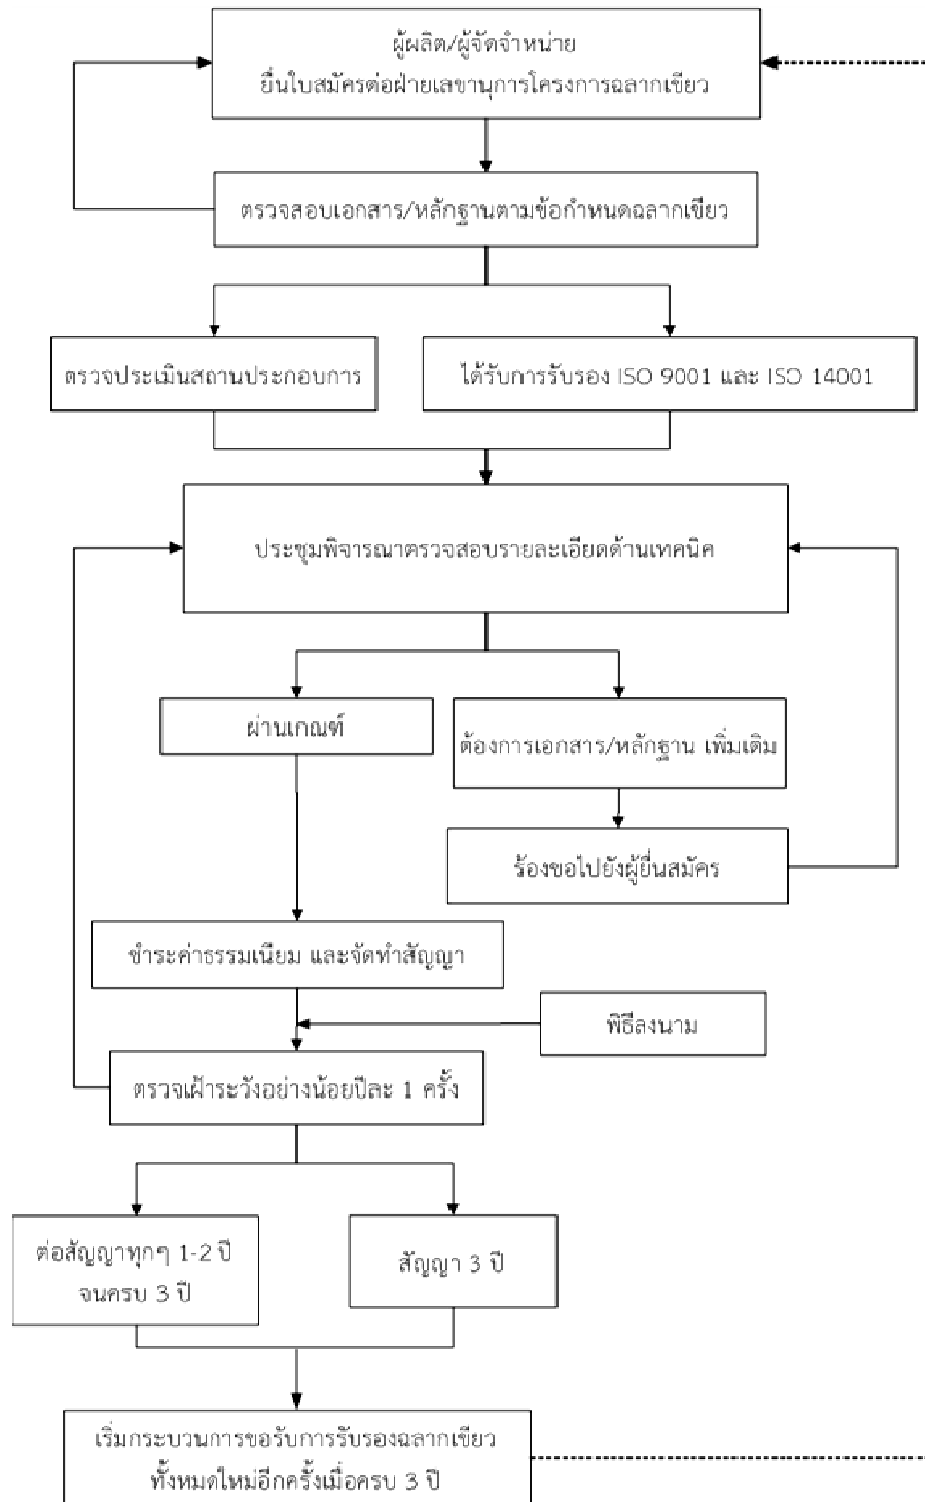 ผู้ผลิต/ผู้จัดจำหน่าย
ยื่นใบสมัครต่อฝ่ายเลขานุการโครงการฉลากเขียว
ตรวจสอบเอกสาร/หลักฐานตามข้อกำหนดฉลากเขียว
ตรวจประเมินสถานประกอบการ
ได้รับการรับรอง ISO 9001 และ ISO 14001
ประชุมพิจารณาตรวจสอบรายละเอียดด้านเทคนิค
ผ่านเกณฑ์
ต้องการเอกสาร/หลักฐาน เพิ่มเติม
ร้องขอไปยังผู้ยื่นสมัคร
ชำระค่าธรรมเนียม และจัดทำสัญญา
พิธีลงนาม
ตรวจเฝ้าระวังอย่างน้อยปีละ 1 ครั้ง
ต่อสัญญาทุกๆ 1-2 ปี
จนครบ 3 ปี
สัญญา 3 ปี
เริ่มกระบวนการขอรับการรับรองฉลากเขียว
ทั้งหมดใหม่อีกครั้งเมื่อครบ 3 ปี